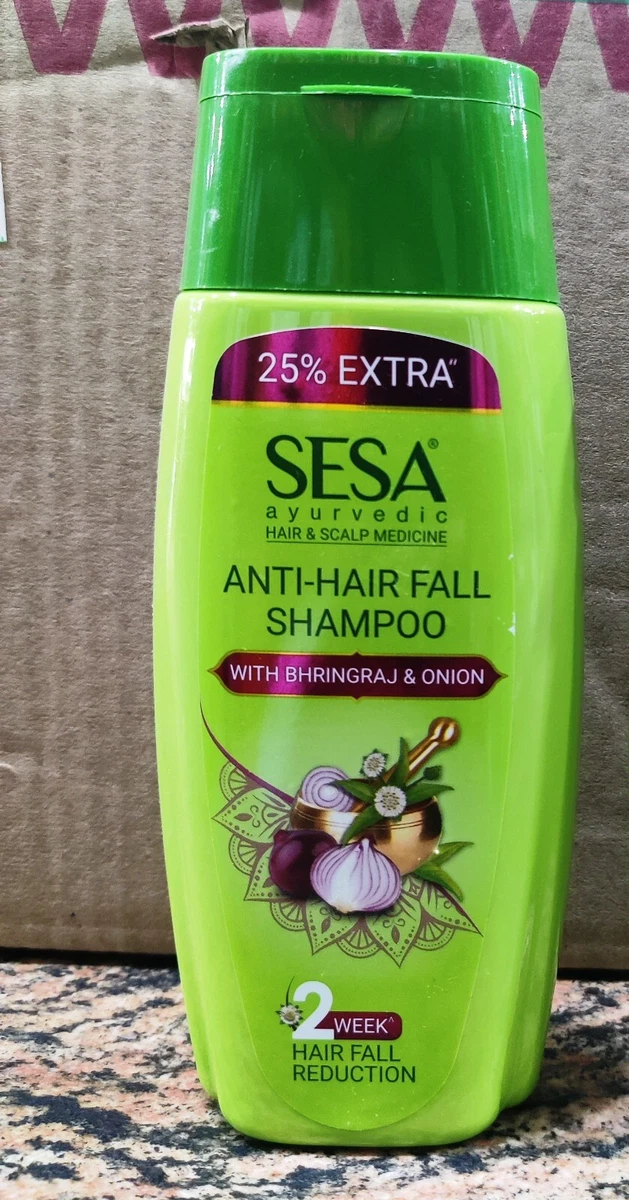 25% EXTRA"
SESA®
ayurvedic
HAIR & SCALP MEDICINE
ANTI-HAIR FALL
SHAMPOO
WITH BHRINGRAJ & ONION
2 WEEK^
HAIR FALL
REDUCTION